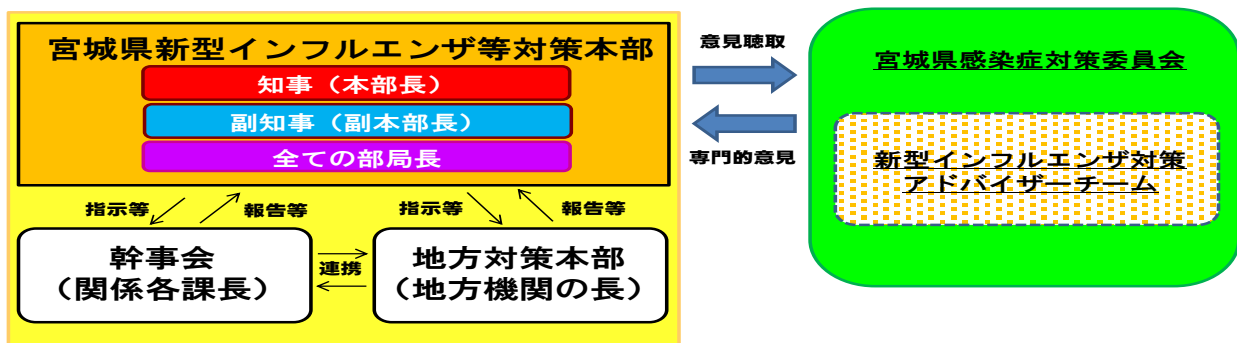 宮城県新型インフルエンザ等対策本部
知事（本部長）
副知事（副本部長）
全ての部局長
指示等
報告等
指示等
報告等
幹事会
（関係各課長）
連携
地方対策本部
（地方機関の長）
意見聴取
専門的意見
宮城県感染症対策委員会
新型インフルエンザ対策
アドバイザーチーム